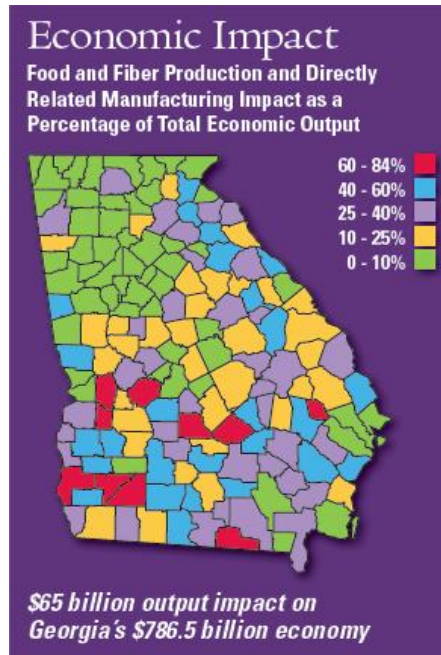 Economic Impact
Food and Fiber Production and Directly
Related Manufacturing Impact as a
Percentage of Total Economic Output
60 - 84%
40 - 60%
25 - 40%
10 - 25%
0 - 10%
$65 billion output impact on
Georgia's $786.5 billion economy